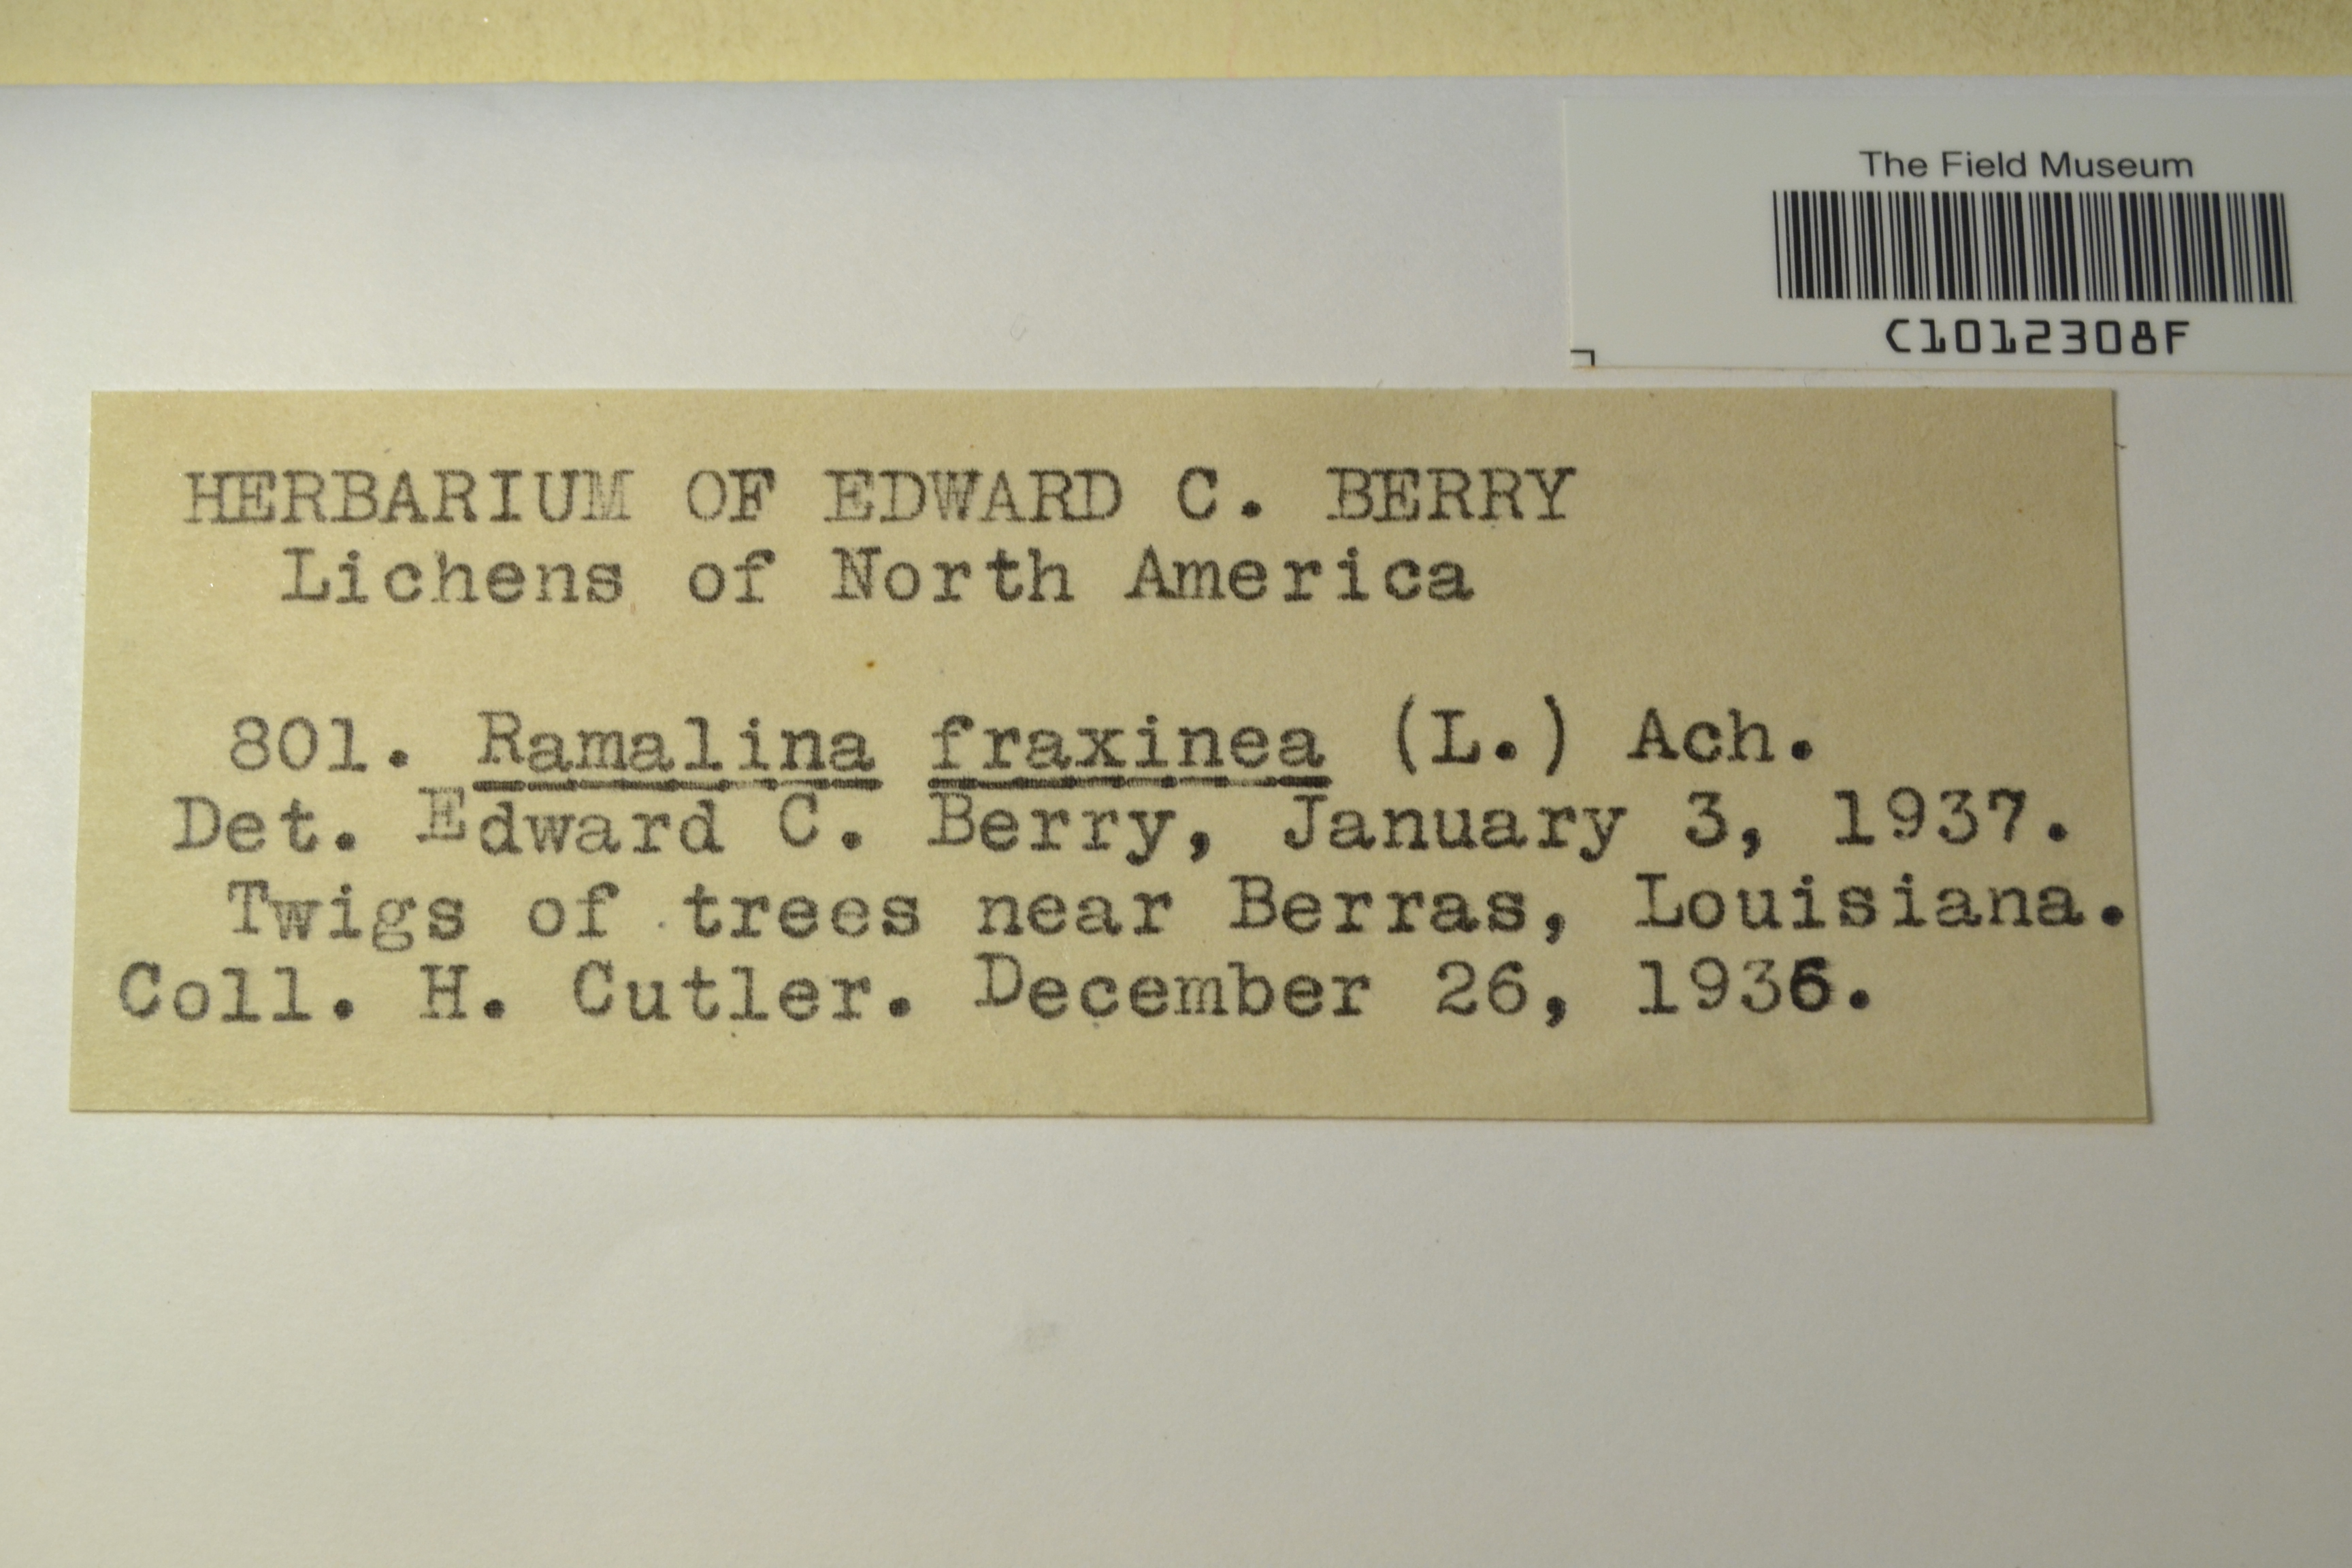 The Field Museum
C1012308F
HERBARIUM OF EDWARD C. BERRY
Lichens of North America
801. Ramalina fraxinea (L.) Ach.
Det. Edward C. Berry, January 3, 1937.
Twigs of trees near Berras, Louisiana.
Coll. H. Cutler. December 26, 1936.